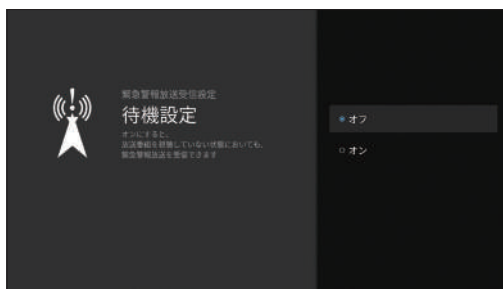 緊急警報放送受信設定
待機設定
オンにすると、
放送番組を視聴していない状態においても、
緊急警報放送を受信できます
オフ
オン